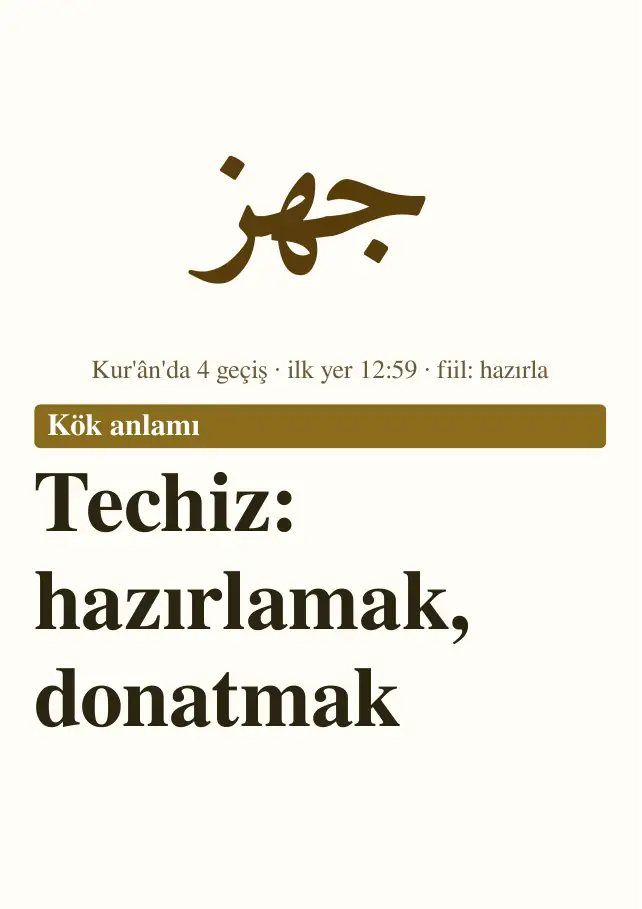 جهز
Kur'ân'da 4 geçiş · ilk yer 12:59 · fiil: hazırla
Kök anlamı
Techiz:
hazırlamak,
donatmak